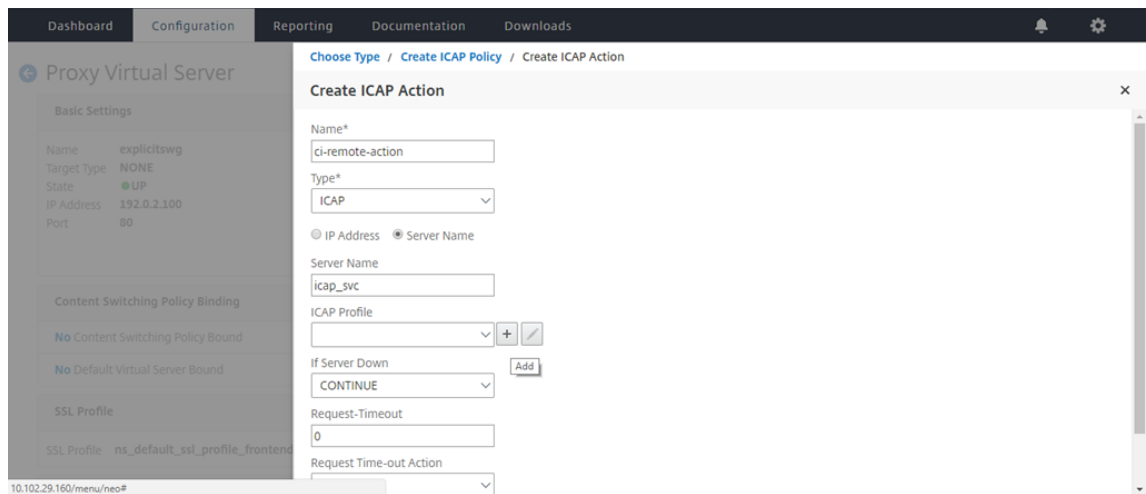 Dashboard Configuration Reporting Documentation Downloads
Proxy Virtual Server
Basic Settings
Name explicitswg
Target Type NONE
State UP
IP Address 192.0.2.100
Port 80
Content Switching Policy Binding
No Content Switching Policy Bound
No Default Virtual Server Bound
SSL Profile
SSL Profile ns_default_ssl_profile_frontend
Choose Type / Create ICAP Policy / Create ICAP Action
Create ICAP Action
Name*
ci-remote-action
Type*
ICAP
IP Address Server Name
Server Name
icap_svc
ICAP Profile
+
Add
If Server Down
CONTINUE
Request-Timeout
0
Request Time-out Action
10.102.29.160/menu/neo#